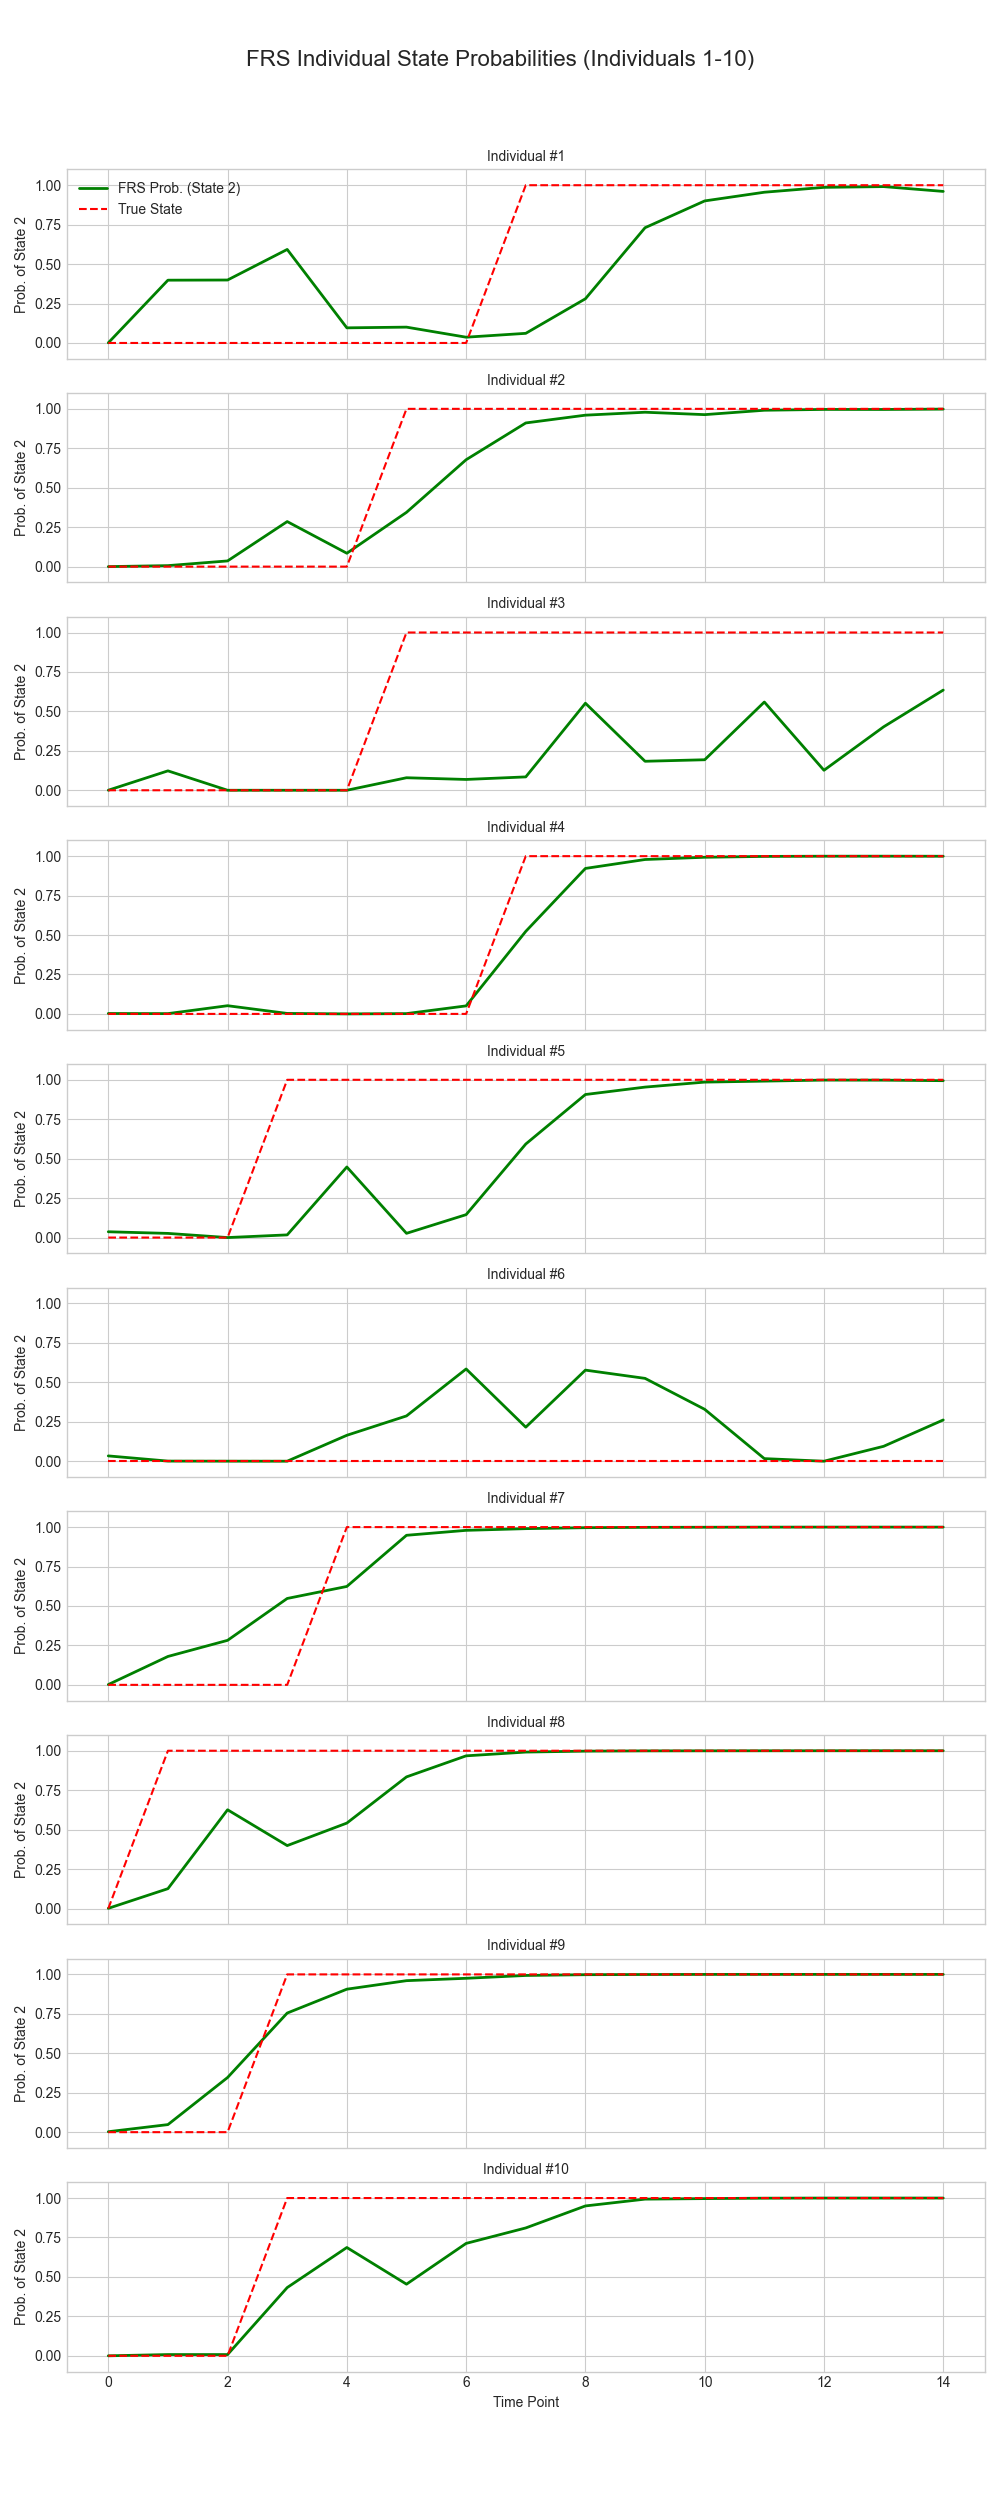 FRS Individual State Probabilities (Individuals 1-10)
Individual #1
FRS Prob. (State 2)
True State
Prob. of State 2
1.00
0.75
0.50
0.25
0.00
Individual #2
Prob. of State 2
1.00
0.75
0.50
0.25
0.00
Individual #3
Prob. of State 2
1.00
0.75
0.50
0.25
0.00
Individual #4
Prob. of State 2
1.00
0.75
0.50
0.25
0.00
Individual #5
Prob. of State 2
1.00
0.75
0.50
0.25
0.00
Individual #6
Prob. of State 2
1.00
0.75
0.50
0.25
0.00
Individual #7
Prob. of State 2
1.00
0.75
0.50
0.25
0.00
Individual #8
Prob. of State 2
1.00
0.75
0.50
0.25
0.00
Individual #9
Prob. of State 2
1.00
0.75
0.50
0.25
0.00
Individual #10
Prob. of State 2
1.00
0.75
0.50
0.25
0.00
0 2 4 6 8 10 12 14
Time Point